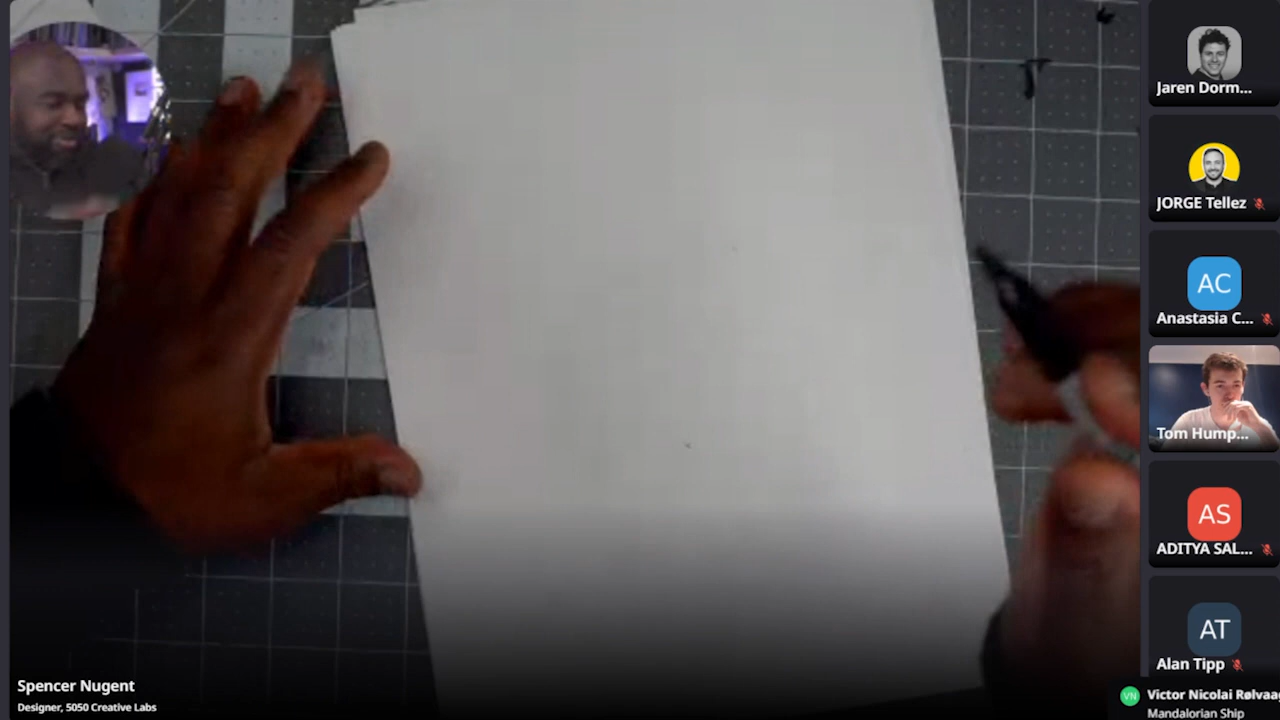 Jaren Dorm...
JORGE Tellez
AC
Anastasia C...
Tom Hump...
AS
ADITYA SAL...
AT
Alan Tipp
Spencer Nugent
Designer, 5050 Creative Labs
VN
Victor Nicolai Rølvaa
Mandalorian Ship